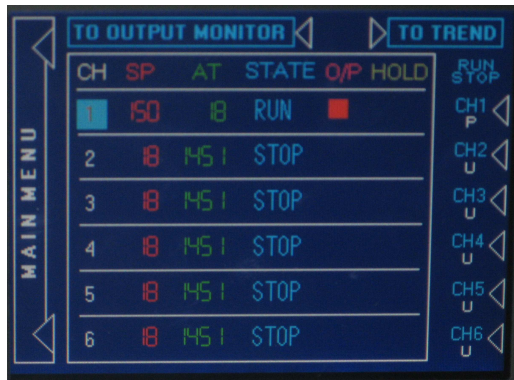 TO OUTPUT MONITOR TO TREND
CH SP AT STATE O/P HOLD RUN STOP
1 150 18 RUN CH1 P
2 18 1451 STOP CH2 U
3 18 1451 STOP CH3 U
4 18 1451 STOP CH4 U
5 18 1451 STOP CH5 U
6 18 1451 STOP CH6 U
MAIN MENU